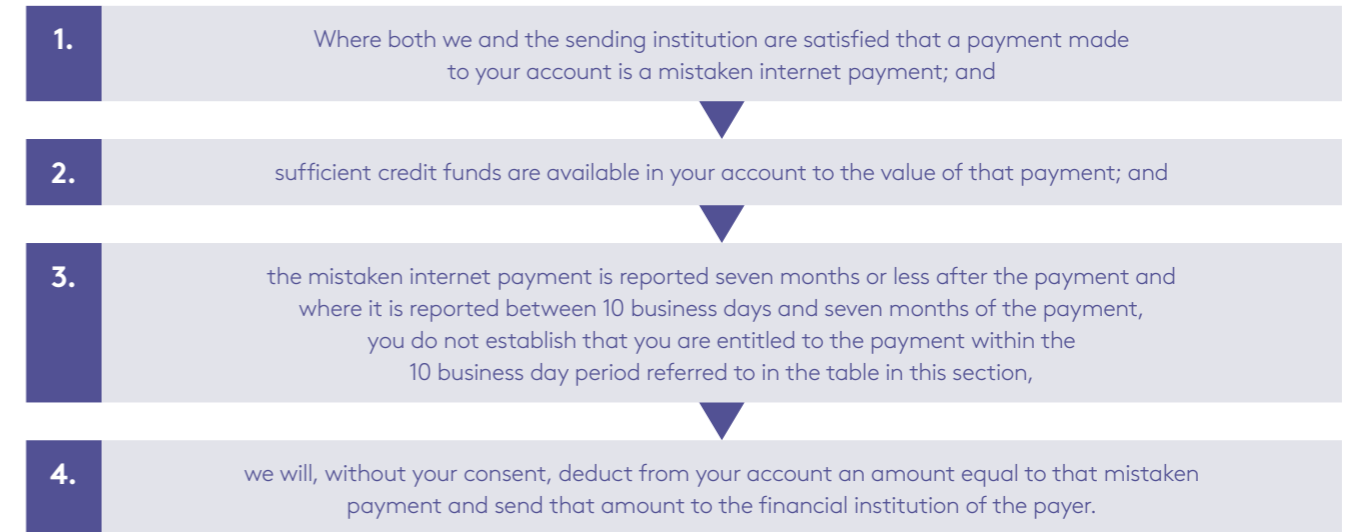 1.
Where both we and the sending institution are satisfied that a payment made
to your account is a mistaken internet payment; and
2.
sufficient credit funds are available in your account to the value of that payment; and
3.
the mistaken internet payment is reported seven months or less after the payment and
where it is reported between 10 business days and seven months of the payment,
you do not establish that you are entitled to the payment within the
10 business day period referred to in the table in this section,
4.
we will, without your consent, deduct from your account an amount equal to that mistaken
payment and send that amount to the financial institution of the payer.